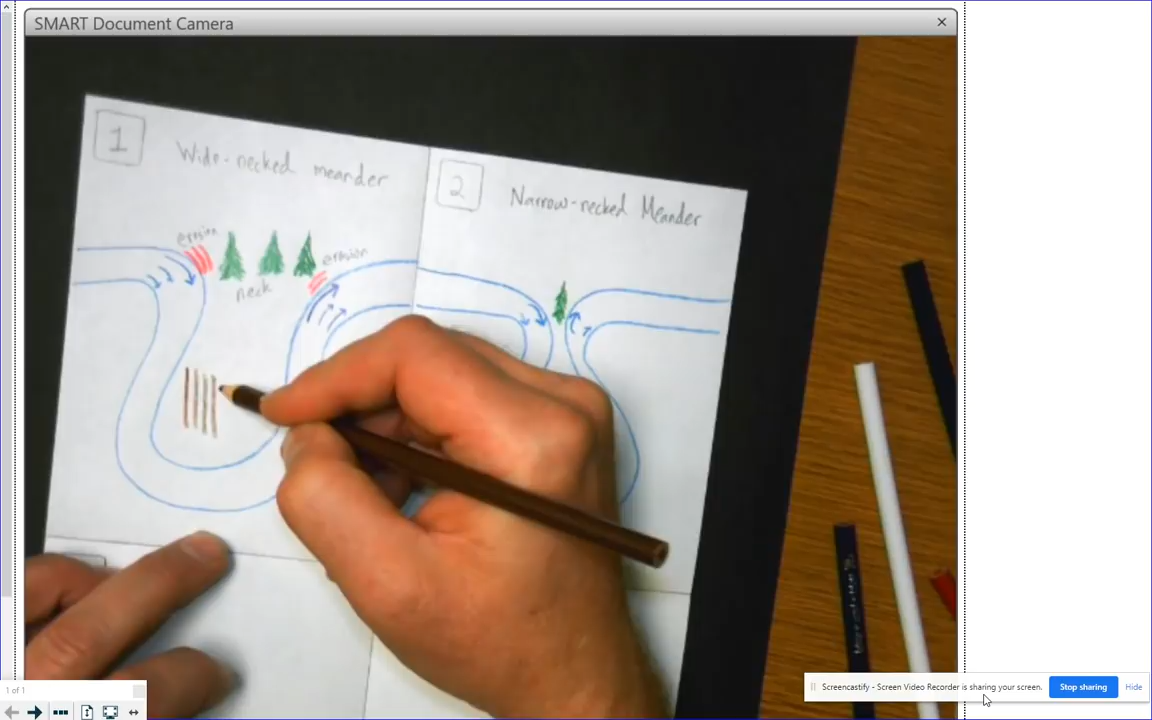 SMART Document Camera
1
Wide-necked meander
2
Narrow-necked Meander
erosion
erosion
neck
1 of 1
Screencastify - Screen Video Recorder is sharing your screen.
Stop sharing
Hide